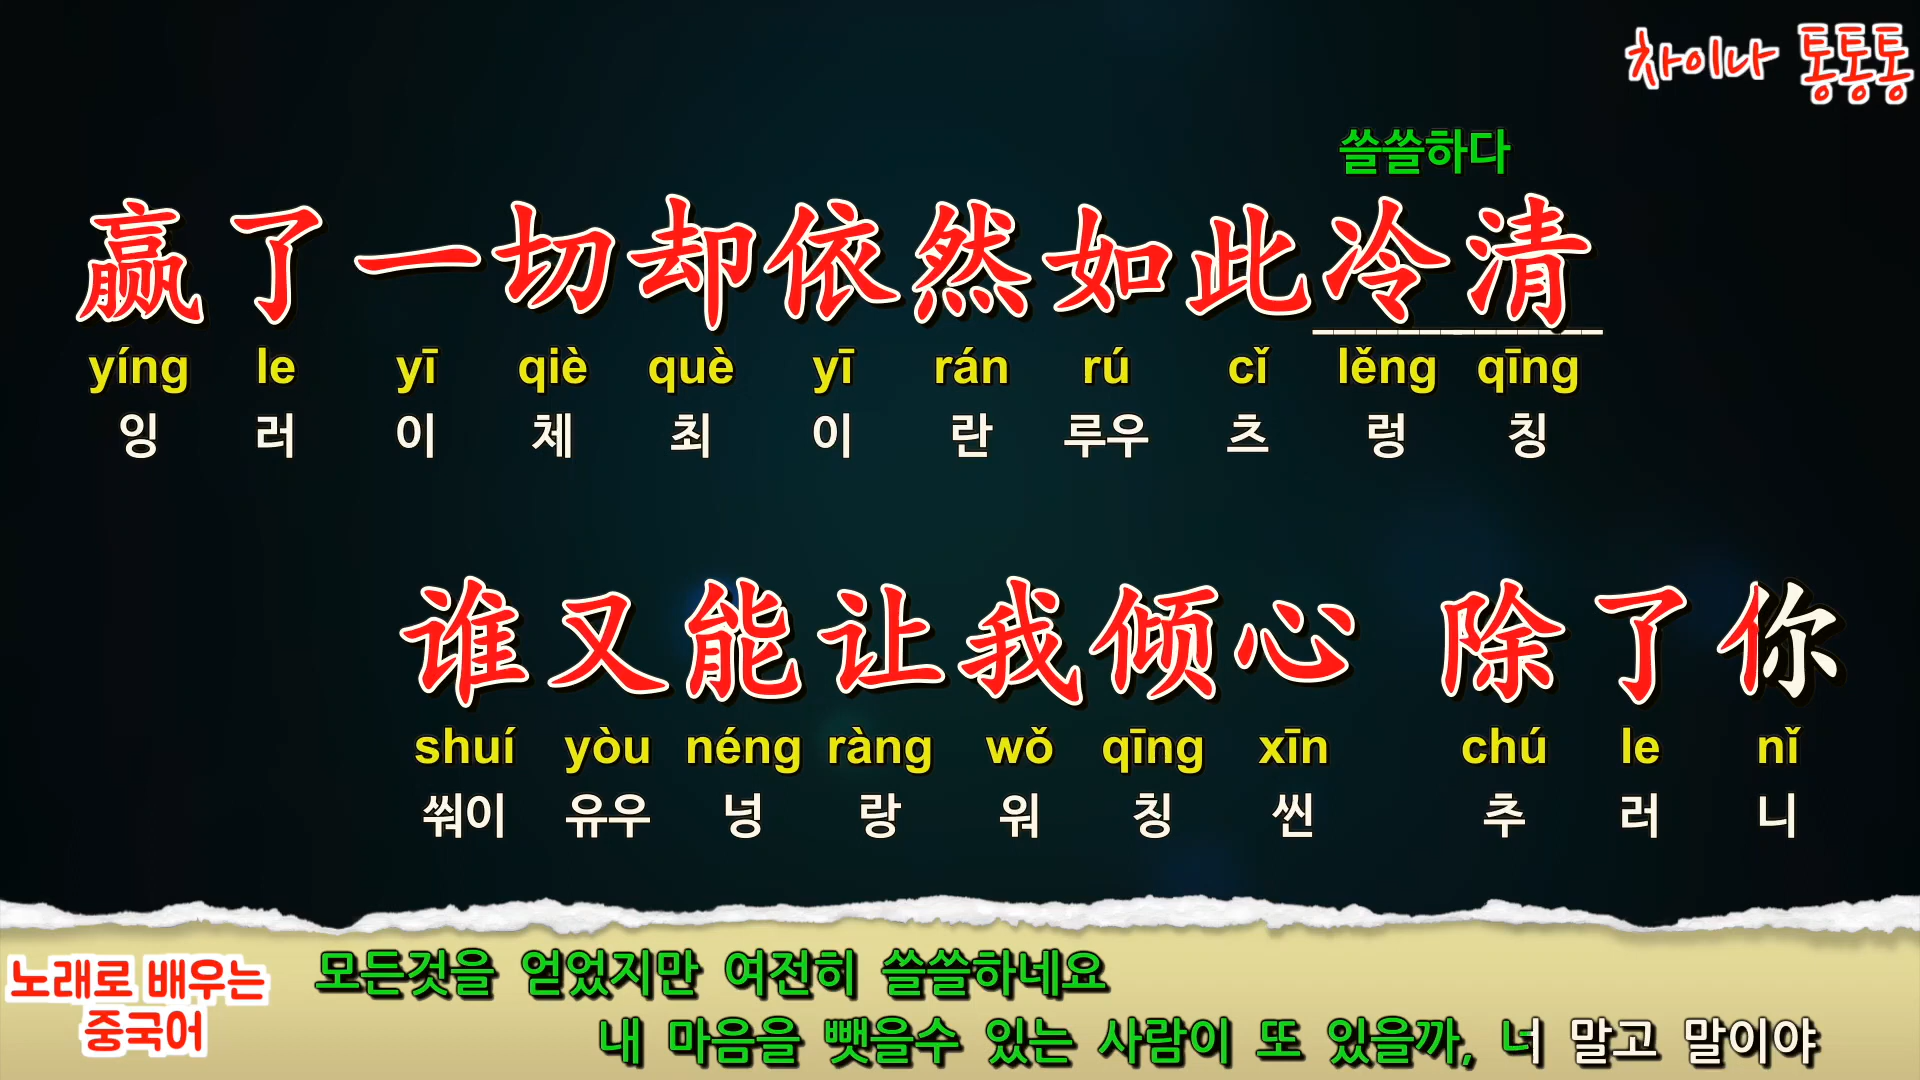 차이나 통통통
쓸쓸하다
赢了一切却依然如此冷清
yíng le yī qiè què yī rán rú cǐ lěng qīng
잉 러 이 체 최 이 란 루우 츠 렁 칭
谁又能让我倾心 除了你
shuí yòu néng ràng wǒ qīng xīn chú le nǐ
쒀이 유우 넝 랑 워 칭 씬 추 러 니
노래로 배우는
중국어
모든것을 얻었지만 여전히 쓸쓸하네요
내 마음을 뺏을수 있는 사람이 또 있을까, 너 말고 말이야